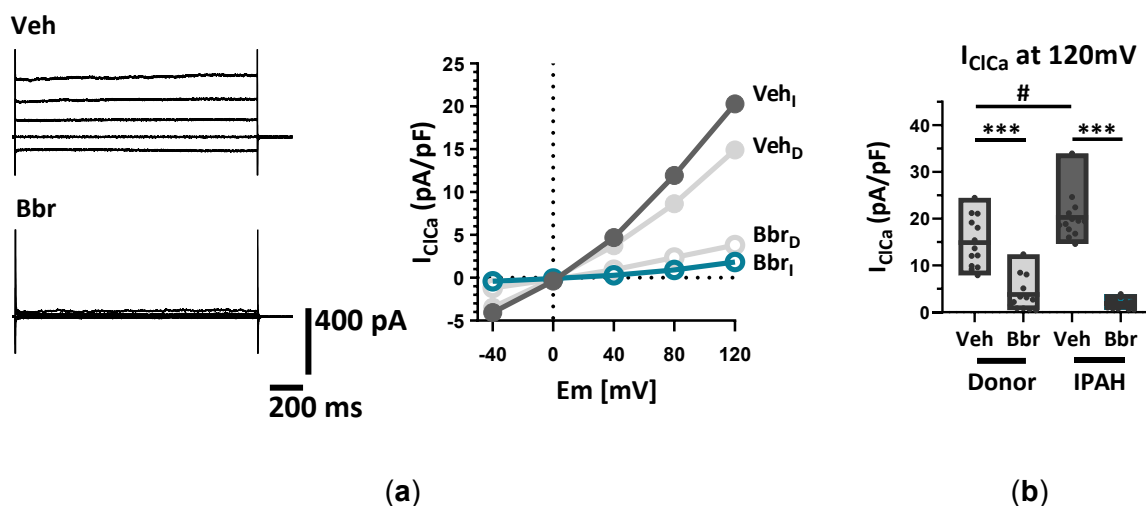 Veh
Bbr
400 pA
200 ms
I_ClCa (pA/pF)
25
20
15
10
5
0
-5
-40 0 40 80 120
Em [mV]
Veh_I
Veh_D
Bbr_D
Bbr_I
(a)
I_ClCa at 120mV
#
*** ***
I_ClCa (pA/pF)
40
30
20
10
0
Veh Bbr Veh Bbr
Donor IPAH
(b)